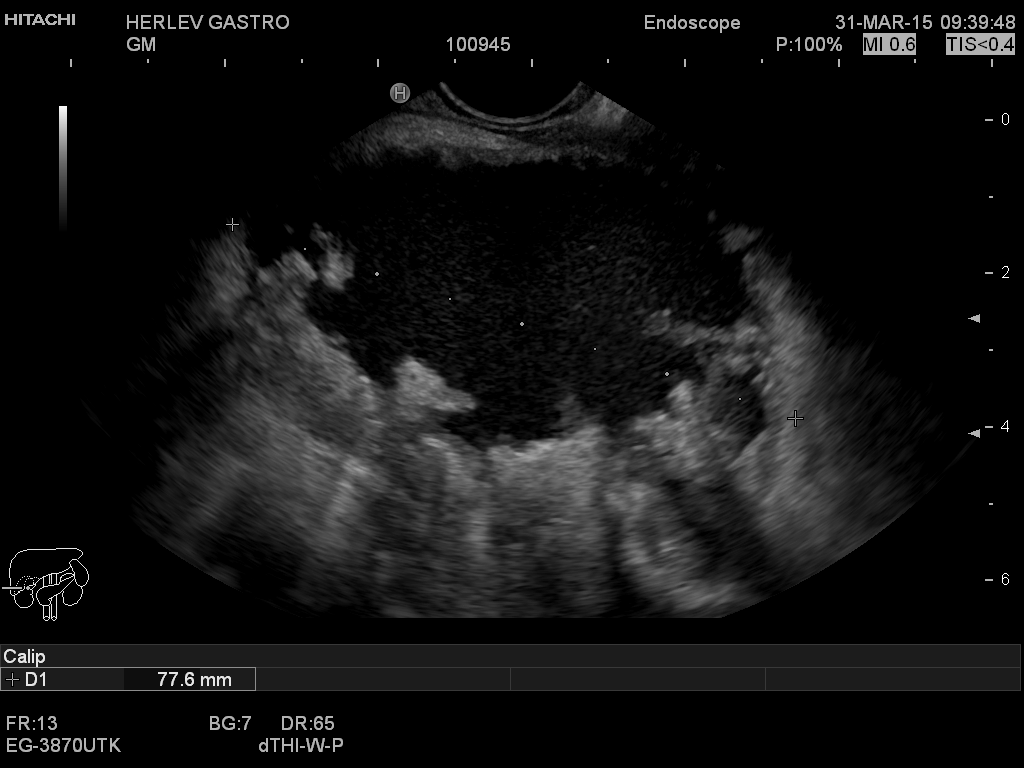 HITACHI HERLEV GASTRO Endoscope 31-MAR-15 09:39:48
GM 100945 P:100% MI 0.6 TIS<0.4
H
0
2
4
6
Calip
+ D1 77.6 mm
FR:13 BG:7 DR:65
EG-3870UTK dTHI-W-P